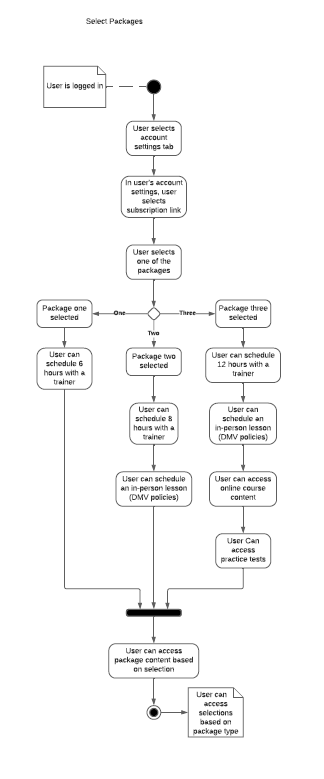 Select Packages
User is logged in
User selects
account
settings tab
In user's account
settings, user
selects
subscription link
User selects
one of the
packages
One
Three
Two
Package one
selected
Package two
selected
Package three
selected
User can
schedule 6
hours with a
trainer
User can
schedule 8
hours with a
trainer
User can schedule
12 hours with a
trainer
User can schedule
an in-person lesson
(DMV policies)
User can
schedule an
in-person lesson
(DMV policies)
User can access
online course
content
User Can
access
practice tests
User can access
package content based
on selection
User can
access
selections
based on
package type